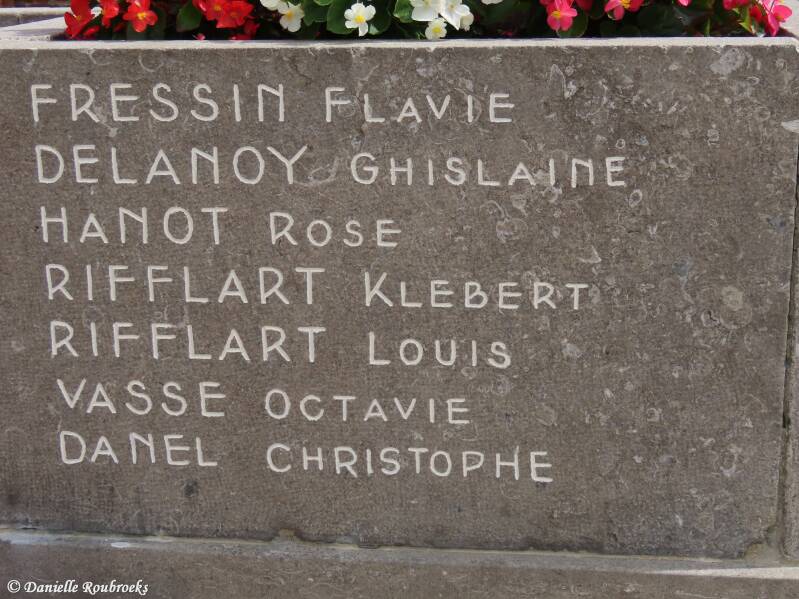 FRESSIN FLAVIE
DELANOY GHISLAINE
HANOT ROSE
RIFFLART KLEBERT
RIFFLART LOUIS
VASSE OCTAVIE
DANEL CHRISTOPHE
© Danielle Roubroeks